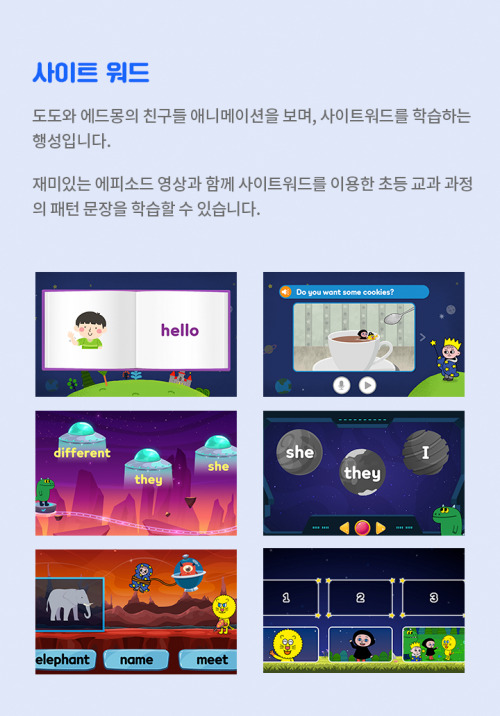 사이트 워드
도도와 에드몽의 친구들 애니메이션을 보며, 사이트워드를 학습하는
행성입니다.
재미있는 에피소드 영상과 함께 사이트워드를 이용한 초등 교과 과정
의 패턴 문장을 학습할 수 있습니다.
hello
Do you want some cookies?
different
they
she
she
they
I
elephant
name
meet
1
2
3